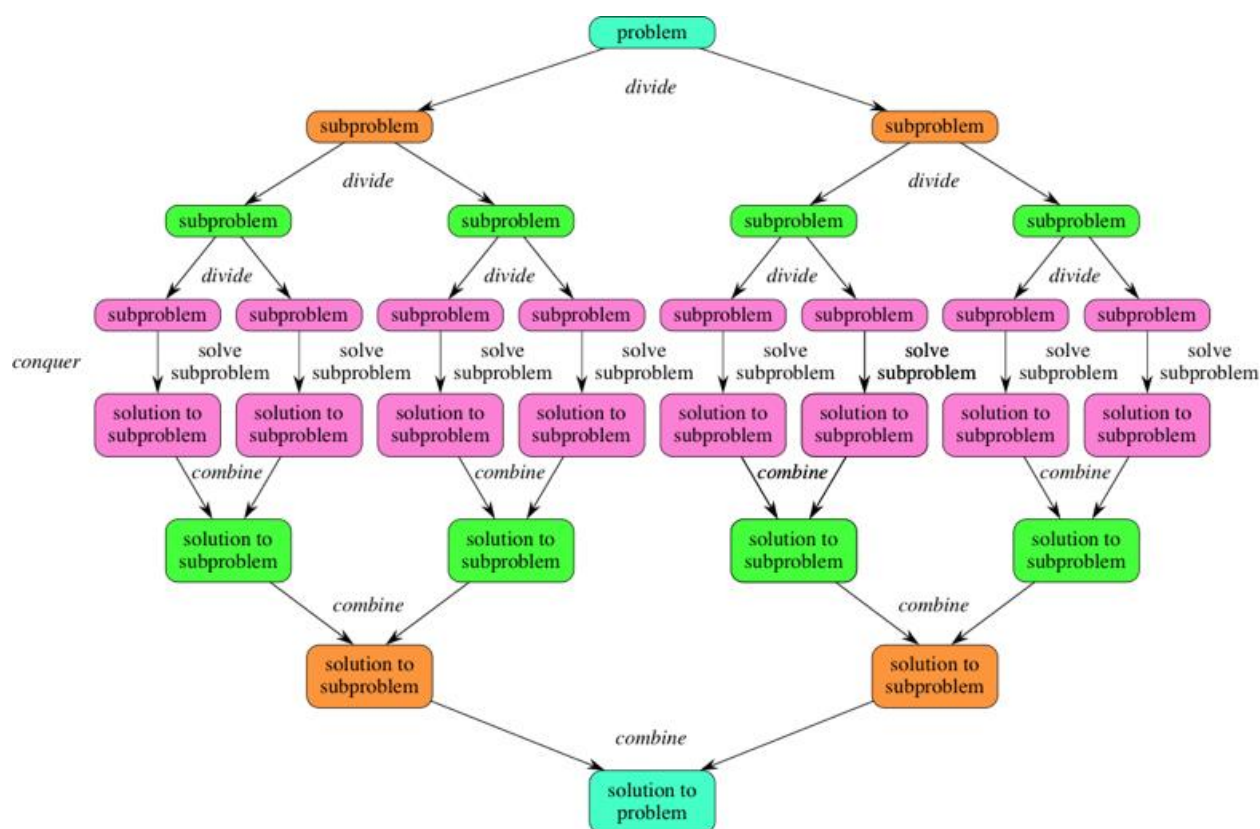 problem
divide
subproblem subproblem
divide divide
subproblem subproblem subproblem subproblem
divide divide divide divide
subproblem subproblem subproblem subproblem subproblem subproblem subproblem subproblem
conquer
solve solve solve solve solve solve solve solve
subproblem subproblem subproblem subproblem subproblem subproblem subproblem subproblem
solution to solution to solution to solution to solution to solution to solution to solution to
subproblem subproblem subproblem subproblem subproblem subproblem subproblem subproblem
combine combine combine combine
solution to solution to solution to solution to
subproblem subproblem subproblem subproblem
combine combine
solution to solution to
subproblem subproblem
combine
solution to
problem